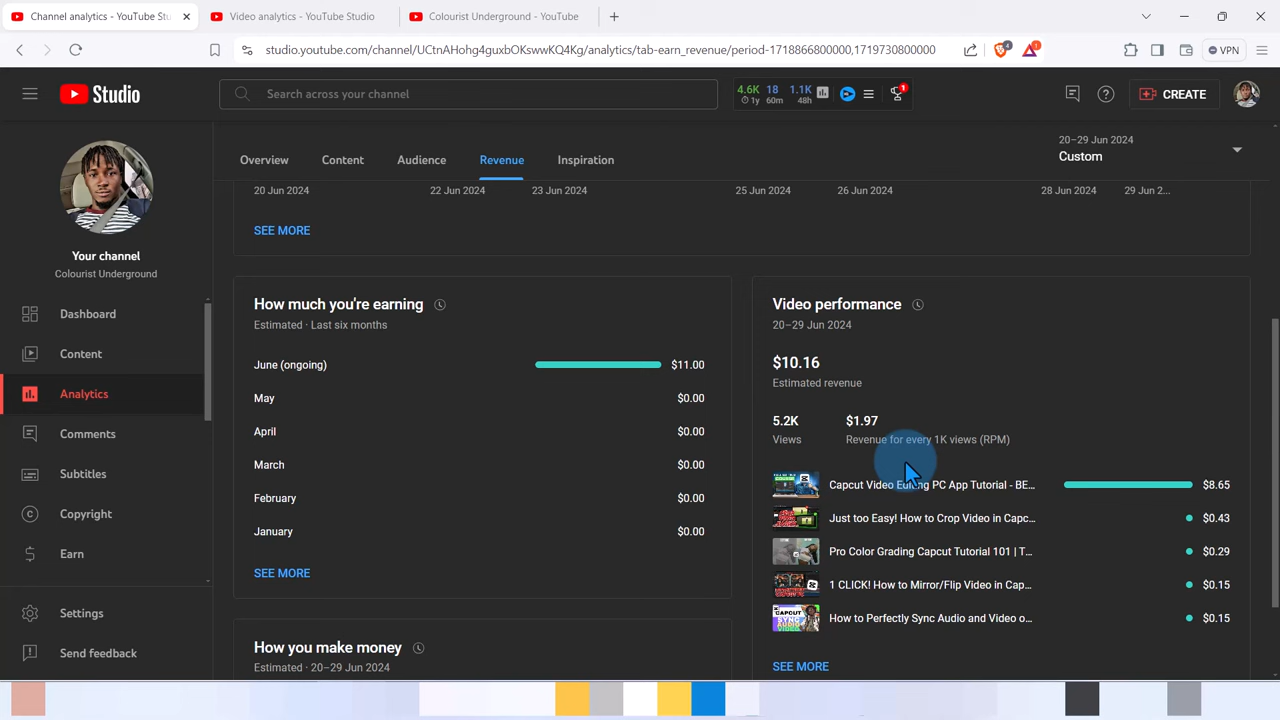 Channel analytics - YouTube Stu
Video analytics - YouTube Studio
Colourist Underground - YouTube
studio.youtube.com/channel/UCtnAHohg4guxbOKswwKQ4Kg/analytics/tab-earn_revenue/period-1718866800000,1719730800000
4
1
VPN
Studio
Search across your channel
4.6K 18 1.1K
1y 60m 48h
1
CREATE
Overview
Content
Audience
Revenue
Inspiration
20–29 Jun 2024
Custom
Your channel
Colourist Underground
Dashboard
Content
Analytics
Comments
Subtitles
Copyright
Earn
Settings
Send feedback
20 Jun 2024
22 Jun 2024
23 Jun 2024
25 Jun 2024
26 Jun 2024
28 Jun 2024
29 Jun 2...
SEE MORE
How much you're earning
Estimated · Last six months
June (ongoing) $11.00
May $0.00
April $0.00
March $0.00
February $0.00
January $0.00
SEE MORE
How you make money
Estimated · 20–29 Jun 2024
Video performance
20–29 Jun 2024
$10.16
Estimated revenue
5.2K $1.97
Views Revenue for every 1K views (RPM)
Capcut Video Editing PC App Tutorial - BE... $8.65
Just too Easy! How to Crop Video in Capc... $0.43
Pro Color Grading Capcut Tutorial 101 | T... $0.29
1 CLICK! How to Mirror/Flip Video in Cap... $0.15
How to Perfectly Sync Audio and Video o... $0.15
SEE MORE